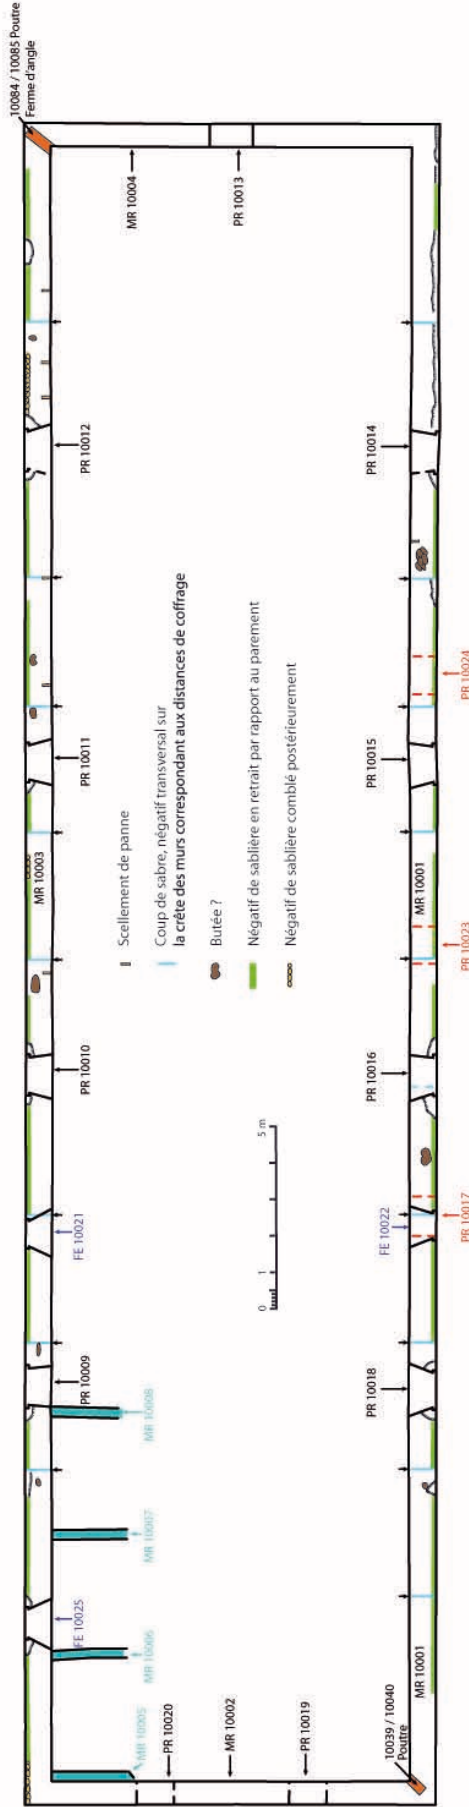 10084 / 10085 Poutre
Ferme d'angle
MR 10004
PR 10013
PR 10012
PR 10014
PR 10011
PR 10015
PR 10024
MR 10003
MR 10001
PR 10023
Scellement de panne
Coup de sabre, négatif transversal sur
la crête des murs correspondant aux distances de coffrage
Butée ?
Négatif de sablière en retrait par rapport au parement
Négatif de sablière comblé postérieurement
PR 10010
PR 10016
0
1
5 m
FE 10021
FE 10022
PR 10017
PR 10009
PR 10018
MR 10008
MR 10007
FE 10025
MR 10006
MR 10005
PR 10020
MR 10002
PR 10019
MR 10001
10039 / 10040
Poutre